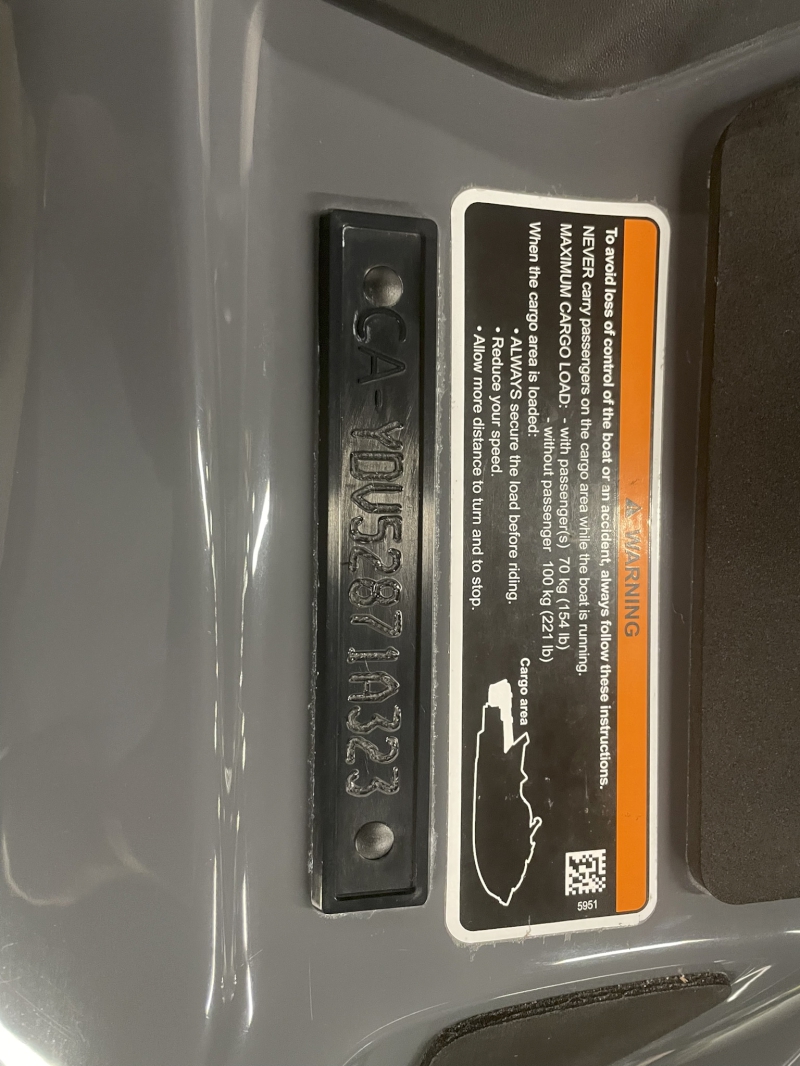 ⚠ WARNING
To avoid loss of control of the boat or an accident, always follow these instructions.
NEVER carry passengers on the cargo area while the boat is running.
MAXIMUM CARGO LOAD: - with passenger(s) 70 kg (154 lb)
- without passenger 100 kg (221 lb)
When the cargo area is loaded:
• ALWAYS secure the load before riding.
• Reduce your speed.
• Allow more distance to turn and to stop.
Cargo area
5951
CA-YDV52871A323